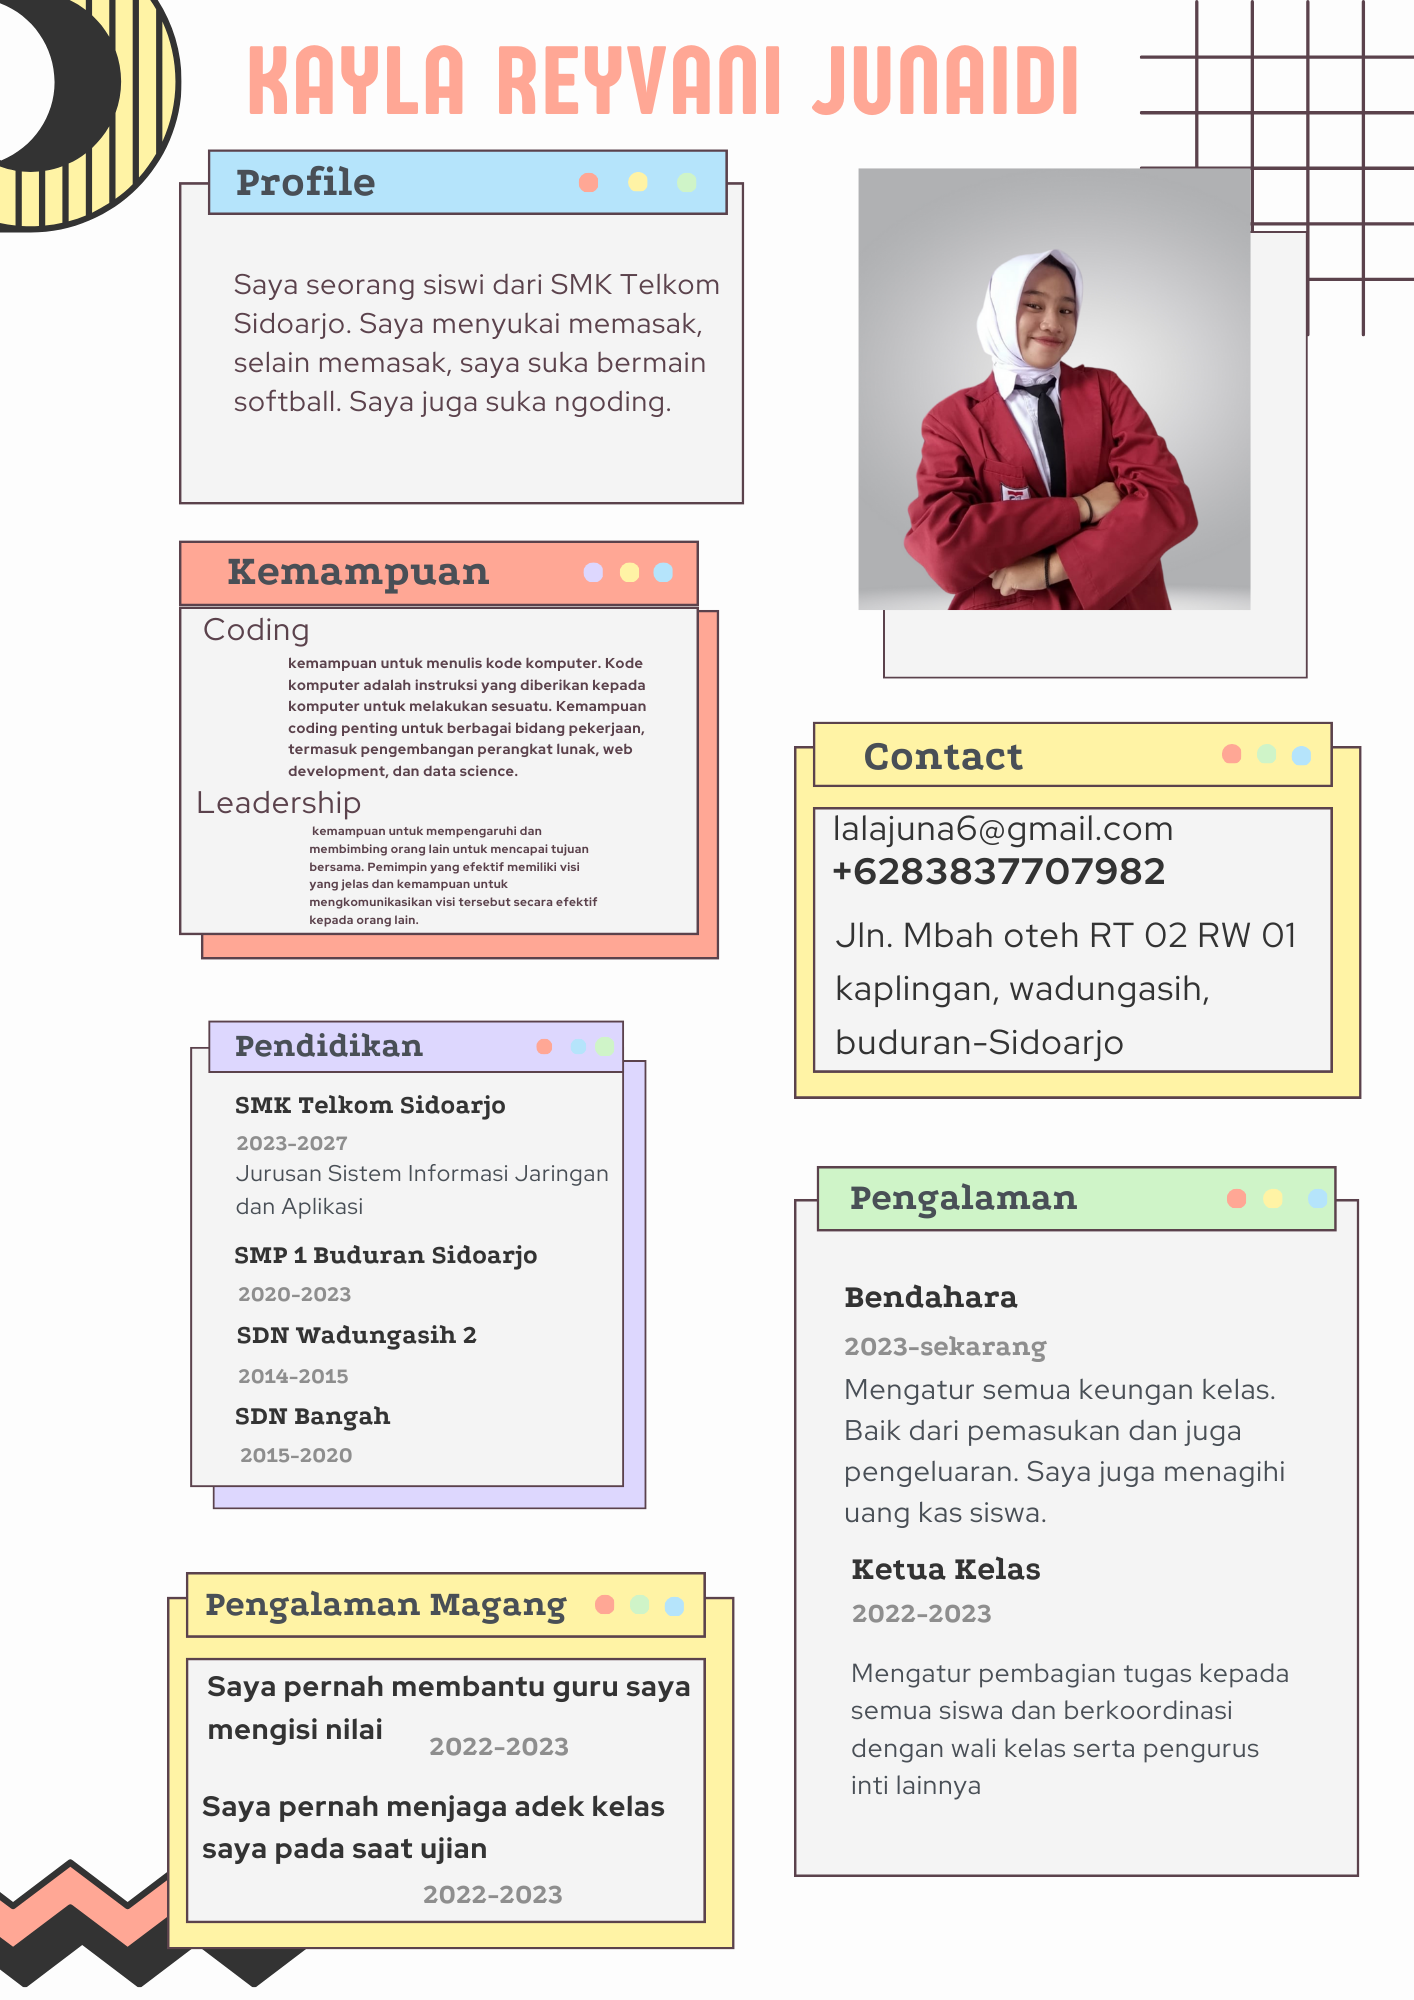 KAYLA REYVANI JUNAIDI
Profile
Saya seorang siswi dari SMK Telkom
Sidoarjo. Saya menyukai memasak,
selain memasak, saya suka bermain
softball. Saya juga suka ngoding.
Kemampuan
Coding
kemampuan untuk menulis kode komputer. Kode
komputer adalah instruksi yang diberikan kepada
komputer untuk melakukan sesuatu. Kemampuan
coding penting untuk berbagai bidang pekerjaan,
termasuk pengembangan perangkat lunak, web
development, dan data science.
Leadership
kemampuan untuk mempengaruhi dan
membimbing orang lain untuk mencapai tujuan
bersama. Pemimpin yang efektif memiliki visi
yang jelas dan kemampuan untuk
mengkomunikasikan visi tersebut secara efektif
kepada orang lain.
Pendidikan
SMK Telkom Sidoarjo
2023-2027
Jurusan Sistem Informasi Jaringan
dan Aplikasi
SMP 1 Buduran Sidoarjo
2020-2023
SDN Wadungasih 2
2014-2015
SDN Bangah
2015-2020
Pengalaman Magang
Saya pernah membantu guru saya
mengisi nilai
2022-2023
Saya pernah menjaga adek kelas
saya pada saat ujian
2022-2023
Contact
lalajuna6@gmail.com
+6283837707982
Jln. Mbah oteh RT 02 RW 01
kaplingan, wadungasih,
buduran-Sidoarjo
Pengalaman
Bendahara
2023-sekarang
Mengatur semua keungan kelas.
Baik dari pemasukan dan juga
pengeluaran. Saya juga menagihi
uang kas siswa.
Ketua Kelas
2022-2023
Mengatur pembagian tugas kepada
semua siswa dan berkoordinasi
dengan wali kelas serta pengurus
inti lainnya